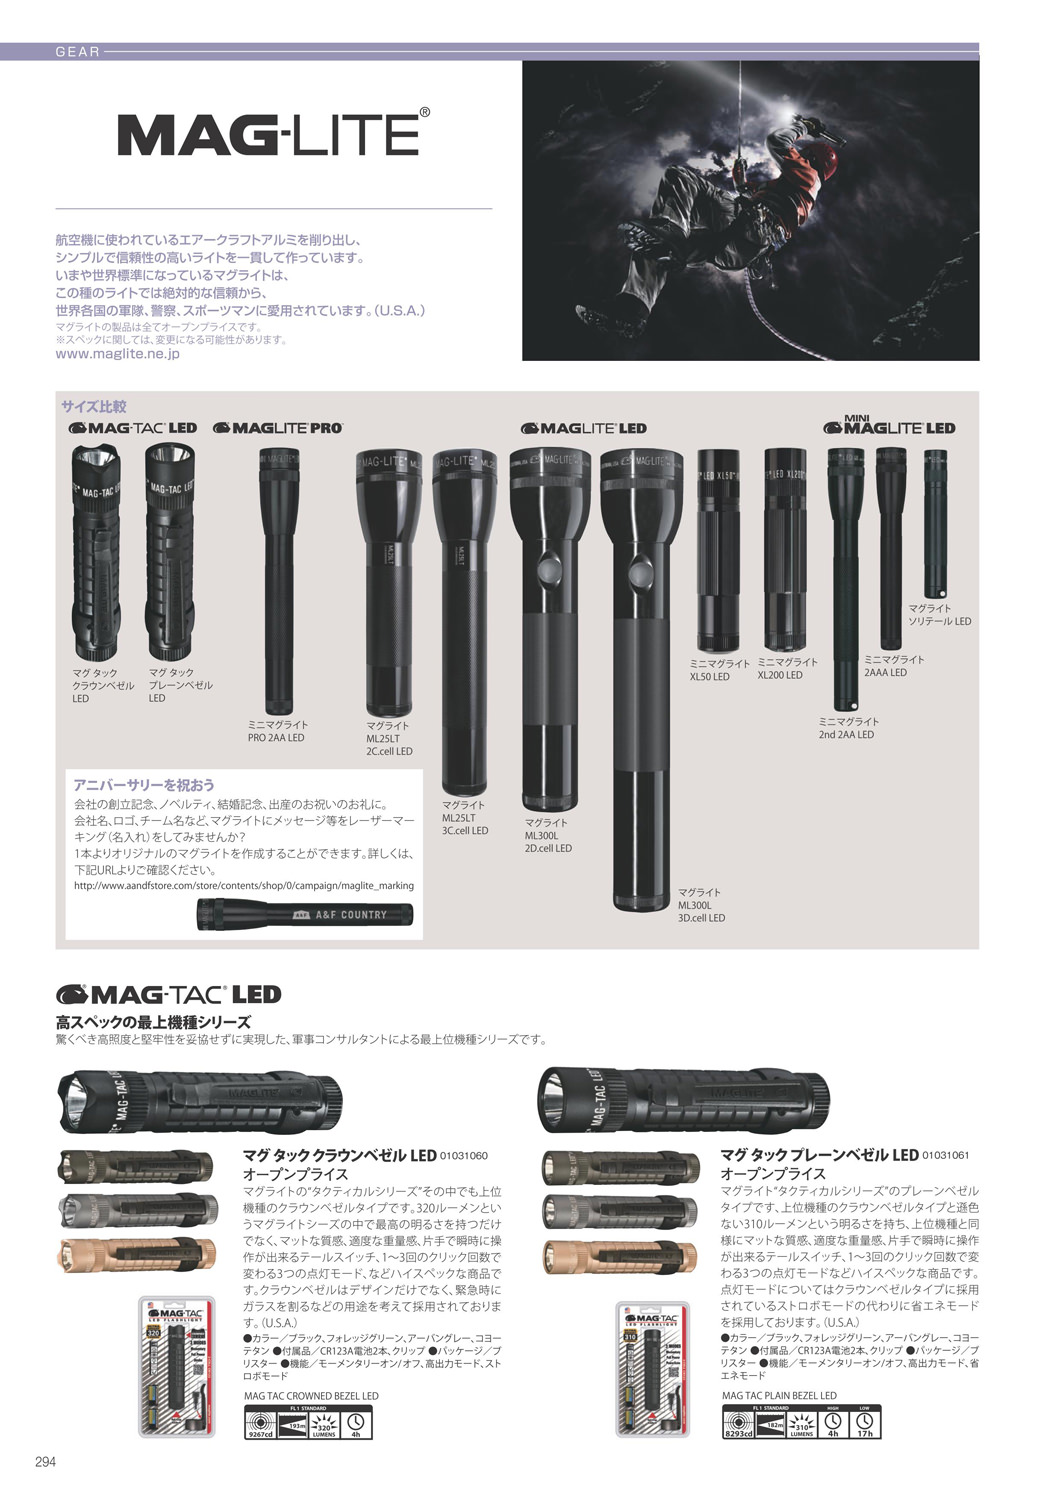 GEAR
MAG-LITE®
航空機に使われているエアークラフトアルミを削り出し、
シンプルで信頼性の高いライトを一貫して作っています。
いまや世界標準になっているマグライトは、
この種のライトでは絶対的な信頼から、
世界各国の軍隊、警察、スポーツマンに愛用されています。(U.S.A.)
マグライトの製品は全てオープンプライスです。
※スペックに関しては、変更になる可能性があります。
www.maglite.ne.jp
サイズ比較
MAG-TAC® LED
MAGLITE® PRO
MAGLITE® LED
MINI
MAGLITE® LED
マグ タック
クラウンベゼル
LED
マグ タック
プレーンベゼル
LED
ミニマグライト
PRO 2AA LED
マグライト
ML25LT
2C.cell LED
マグライト
ML25LT
3C.cell LED
マグライト
ML300L
2D.cell LED
マグライト
ML300L
3D.cell LED
ミニマグライト
XL50 LED
ミニマグライト
XL200 LED
ミニマグライト
2nd 2AA LED
ミニマグライト
2AAA LED
マグライト
ソリテール LED
アニバーサリーを祝おう
会社の創立記念、ノベルティ、結婚記念、出産のお祝いのお礼に。
会社名、ロゴ、チーム名など、マグライトにメッセージ等をレーザーマー
キング(名入れ)をしてみませんか?
1本よりオリジナルのマグライトを作成することができます。詳しくは、
下記URLよりご確認ください。
http://www.aandfstore.com/store/contents/shop/0/campaign/maglite_marking
A&F COUNTRY
MAG-TAC® LED
高スペックの最上機種シリーズ
驚くべき高照度と堅牢性を妥協せずに実現した、軍事コンサルタントによる最上位機種シリーズです。
マグ タック クラウンベゼル LED 01031060
オープンプライス
マグライトの“タクティカルシリーズ”その中でも上位
機種のクラウンベゼルタイプです。320ルーメンとい
うマグライトシーズの中で最高の明るさを持つだけ
でなく、マットな質感、適度な重量感、片手で瞬時に操
作が出来るテールスイッチ、1〜3回のクリック回数で
変わる3つの点灯モード、などハイスペックな商品で
す。クラウンベゼルはデザインだけでなく、緊急時に
ガラスを割るなどの用途を考えて採用されておりま
す。(U.S.A.)
●カラー/ブラック、フォレッジグリーン、アーバングレー、コヨー
テタン ●付属品/CR123A電池2本、クリップ ●パッケージ/ブ
リスター ●機能/モーメンタリーオン/オフ、高出力モード、スト
ロボモード
MAG TAC CROWNED BEZEL LED
FL1 STANDARD
9267cd
193m
320
LUMENS
4h
マグ タック プレーンベゼル LED 01031061
オープンプライス
マグライト“タクティカルシリーズ”のプレーンベゼル
タイプです、上位機種のクラウンベゼルタイプと遜色
ない310ルーメンという明るさを持ち、上位機種と同
様にマットな質感、適度な重量感、片手で瞬時に操作
が出来るテールスイッチ、1〜3回のクリック回数で変
わる3つの点灯モードなどハイスペックな商品です。
点灯モードについてはクラウンベゼルタイプに採用
されているストロボモードの代わりに省エネモード
を採用しております。(U.S.A.)
●カラー/ブラック、フォレッジグリーン、アーバングレー、コヨー
テタン ●付属品/CR123A電池2本、クリップ ●パッケージ/ブ
リスター ●機能/モーメンタリーオン/オフ、高出力モード、省
エネモード
MAG TAC PLAIN BEZEL LED
FL1 STANDARD
HIGH
LOW
8293cd
182m
310
LUMENS
4h
17h
294